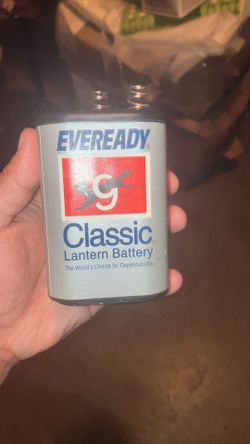 EVEREADY
9
Classic
Lantern Battery
The World's Choice for Dependability